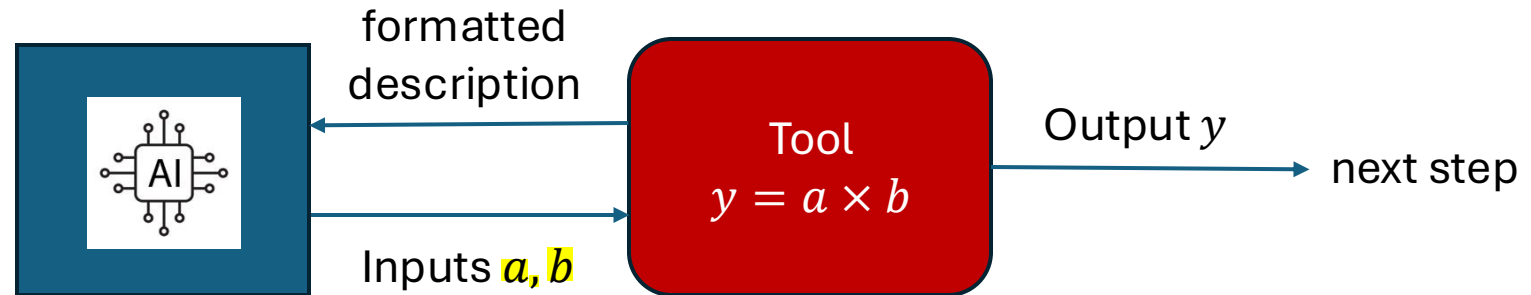 formatted
description
AI
Inputs a, b
Tool
y = a × b
Output y
next step